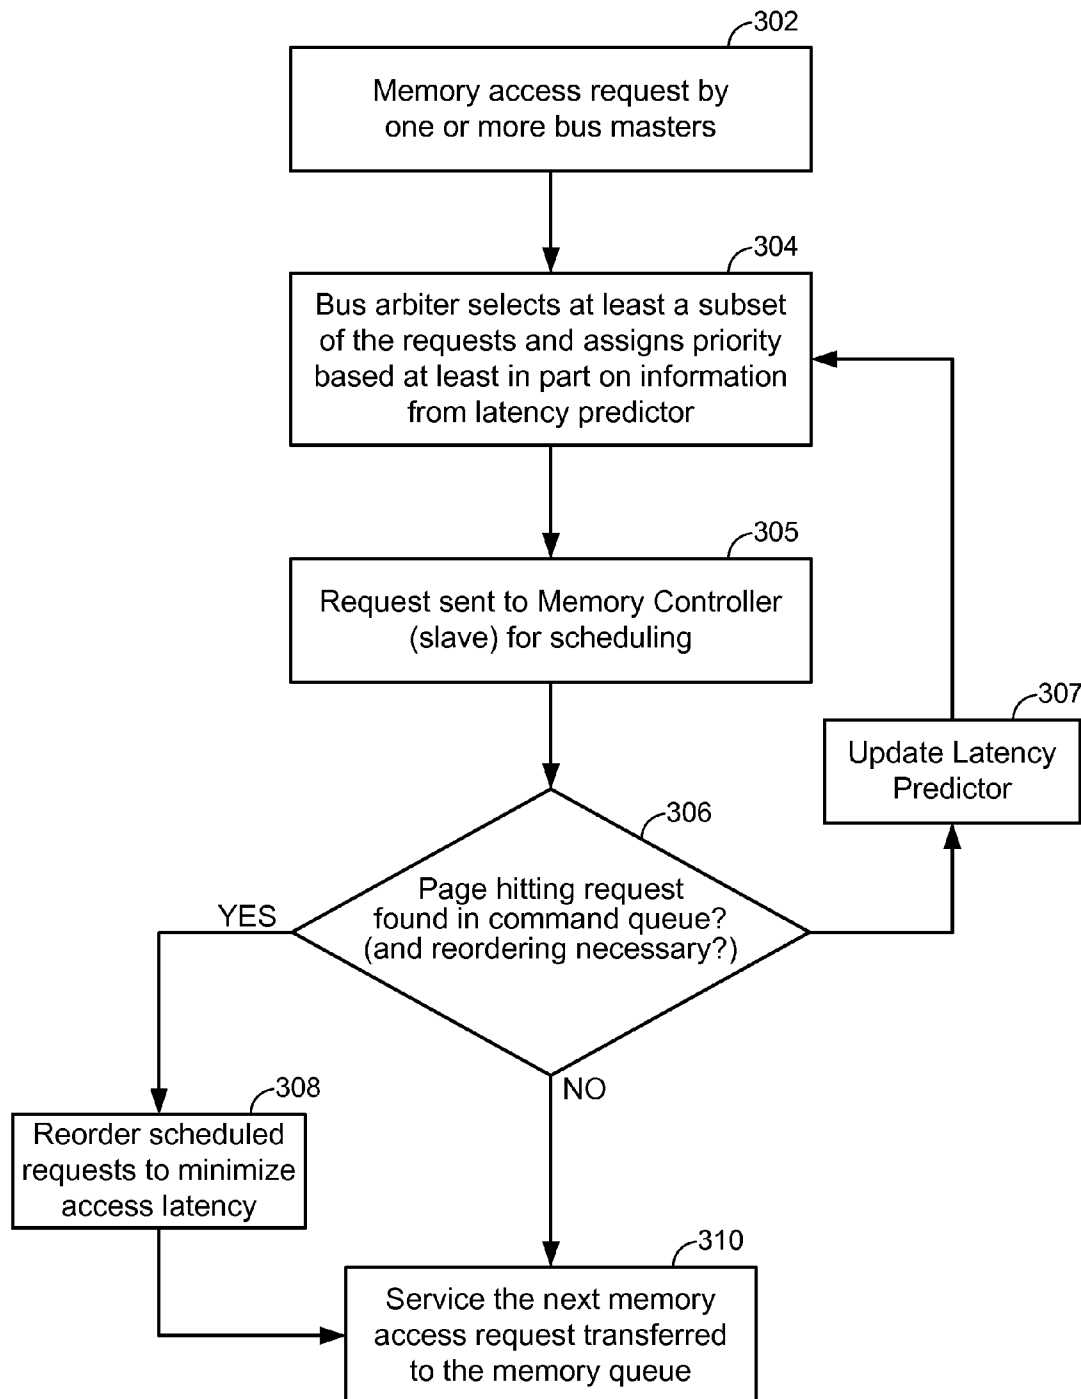 302
Memory access request by
one or more bus masters
304
Bus arbiter selects at least a subset
of the requests and assigns priority
based at least in part on information
from latency predictor
305
Request sent to Memory Controller
(slave) for scheduling
307
Update Latency
Predictor
306
Page hitting request
found in command queue?
(and reordering necessary?)
YES
NO
308
Reorder scheduled
requests to minimize
access latency
310
Service the next memory
access request transferred
to the memory queue